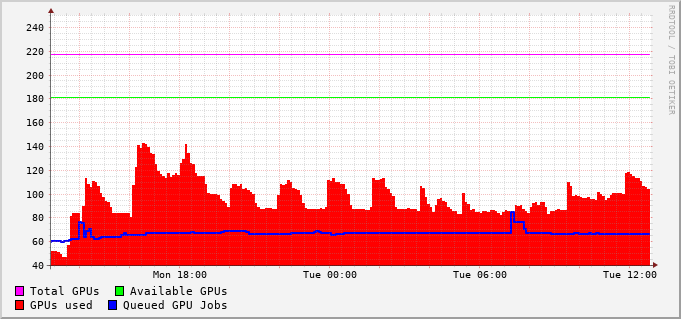 240
220
200
180
160
140
120
100
80
60
40
Mon 18:00 Tue 00:00 Tue 06:00 Tue 12:00
Total GPUs Available GPUs
GPUs used Queued GPU Jobs
RRDTOOL / TOBI OETIKER